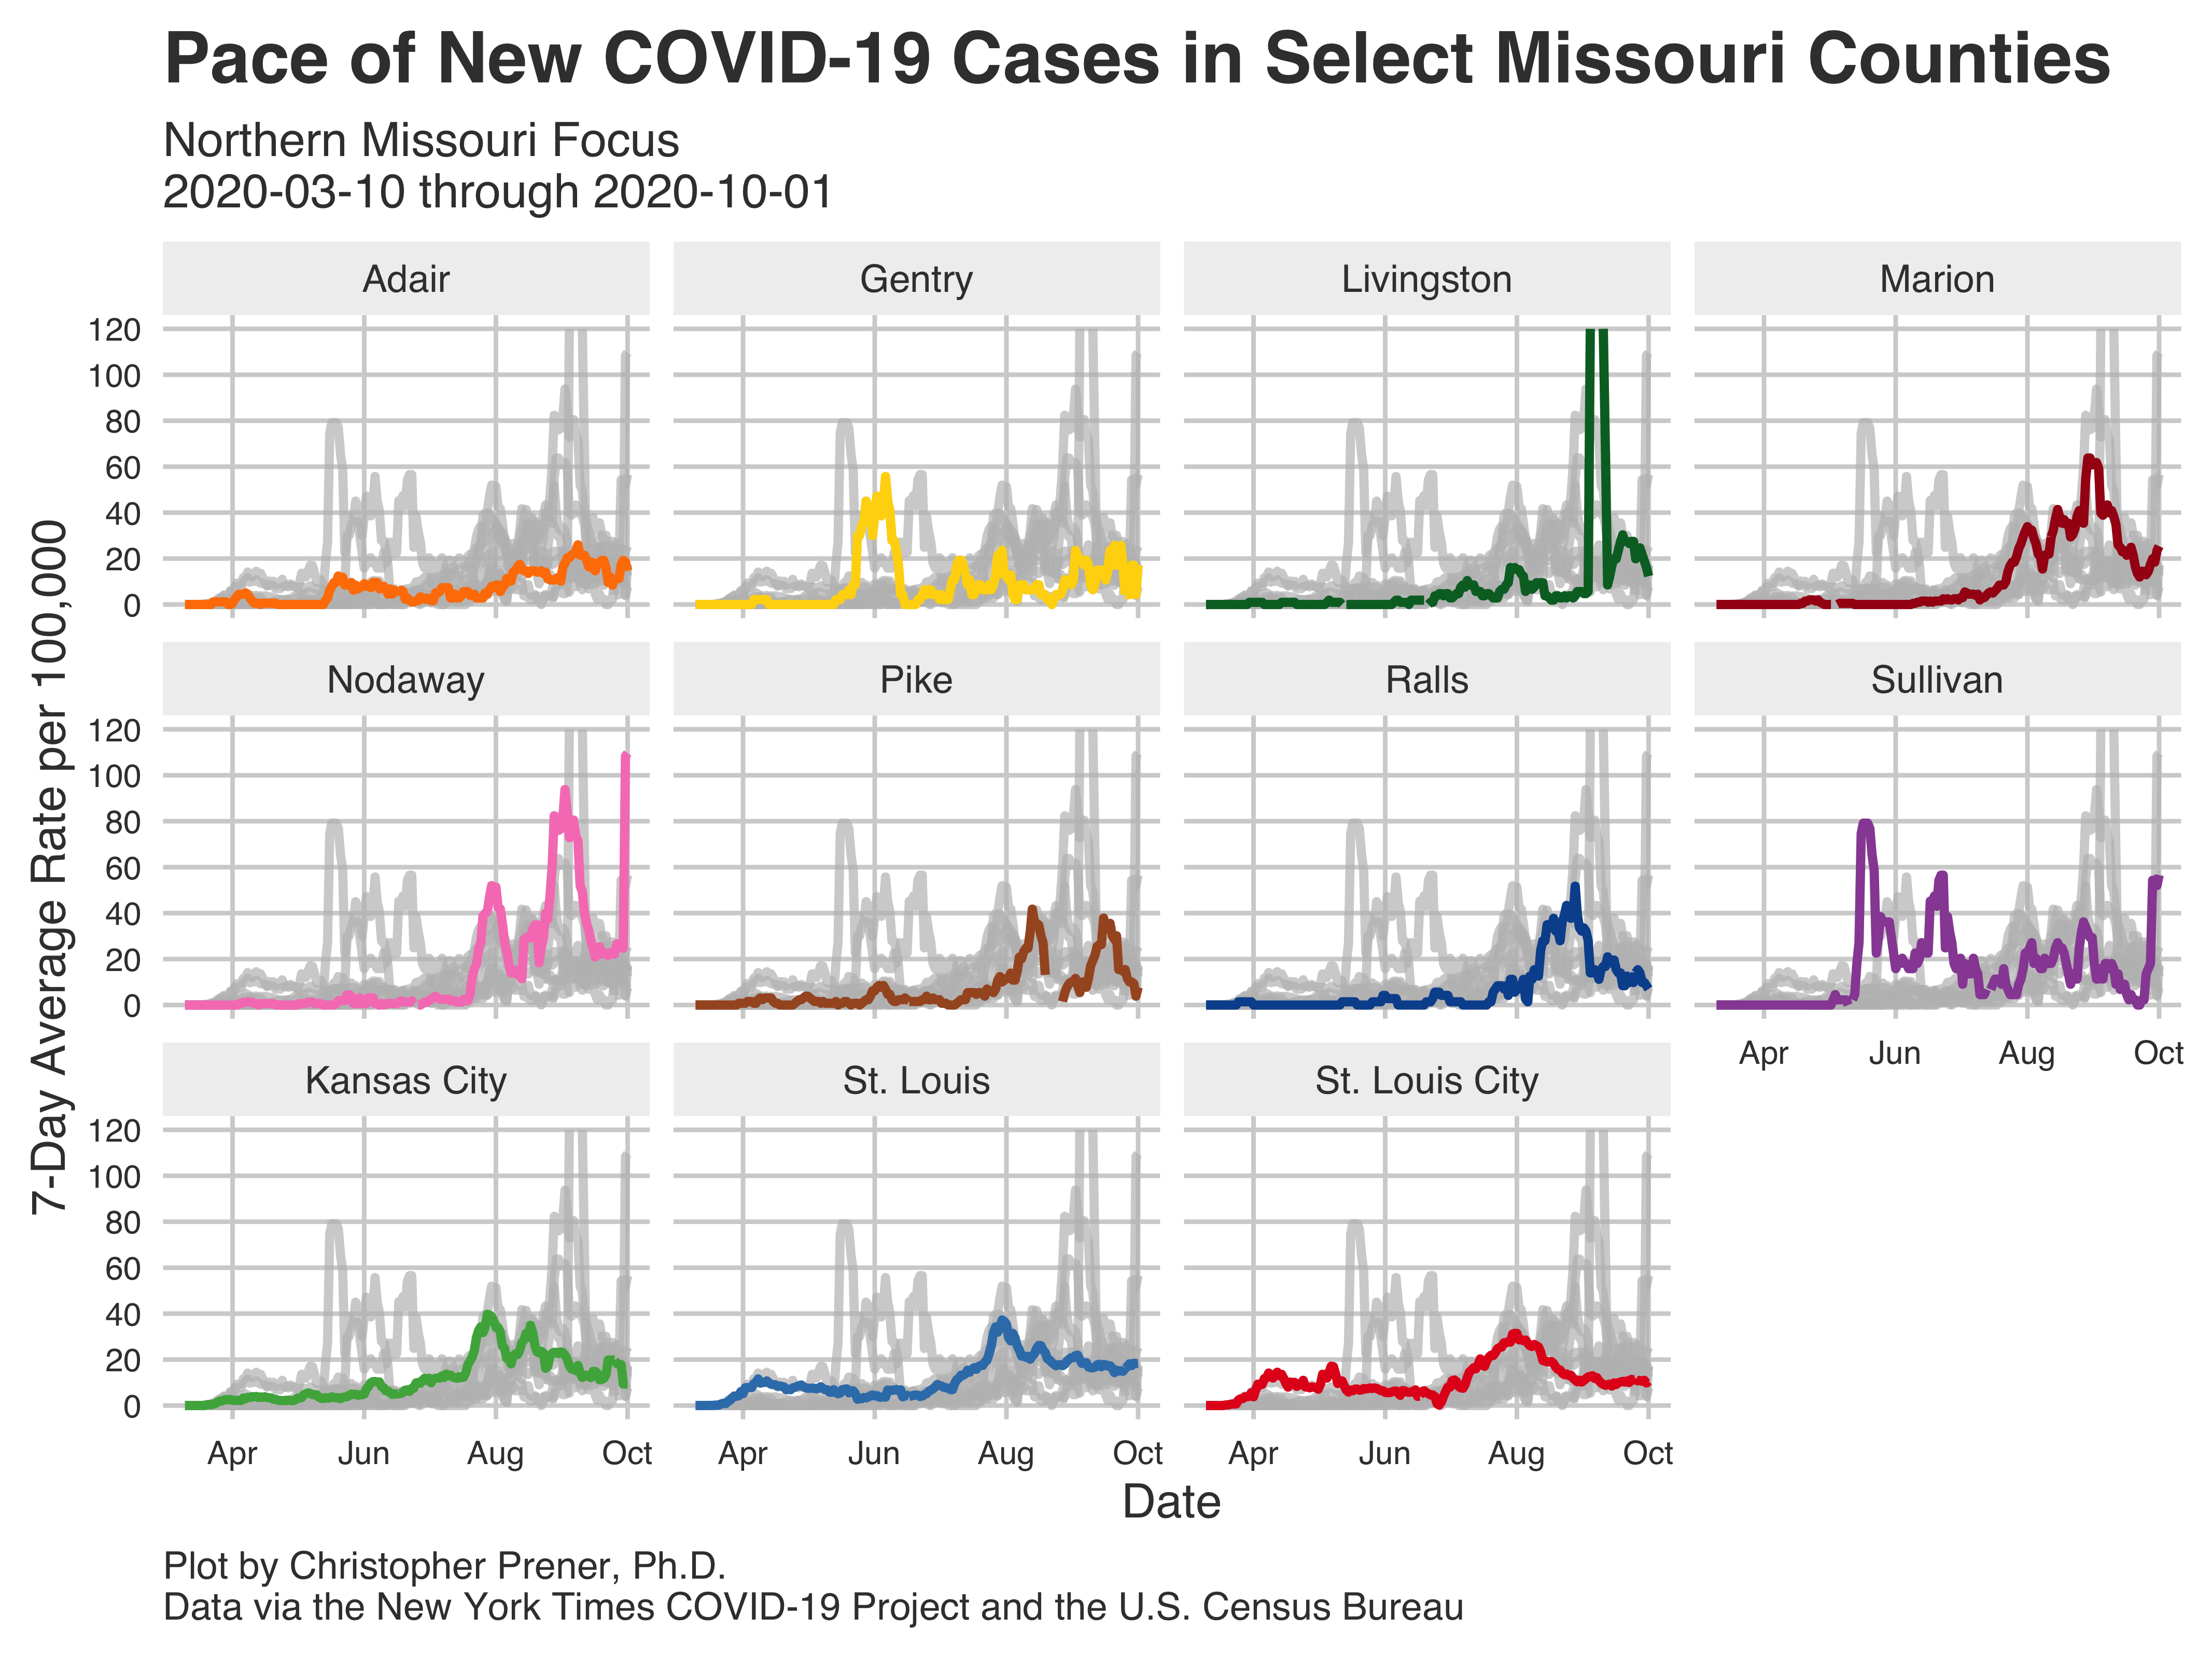 Pace of New COVID-19 Cases in Select Missouri Counties
Northern Missouri Focus
2020-03-10 through 2020-10-01
Adair
Gentry
Livingston
Marion
120
100
80
60
40
20
0
Nodaway
Pike
Ralls
Sullivan
120
100
80
60
40
20
0
Apr Jun Aug Oct
Kansas City
St. Louis
St. Louis City
120
100
80
60
40
20
0
Apr Jun Aug Oct
Apr Jun Aug Oct
Apr Jun Aug Oct
7-Day Average Rate per 100,000
Date
Plot by Christopher Prener, Ph.D.
Data via the New York Times COVID-19 Project and the U.S. Census Bureau